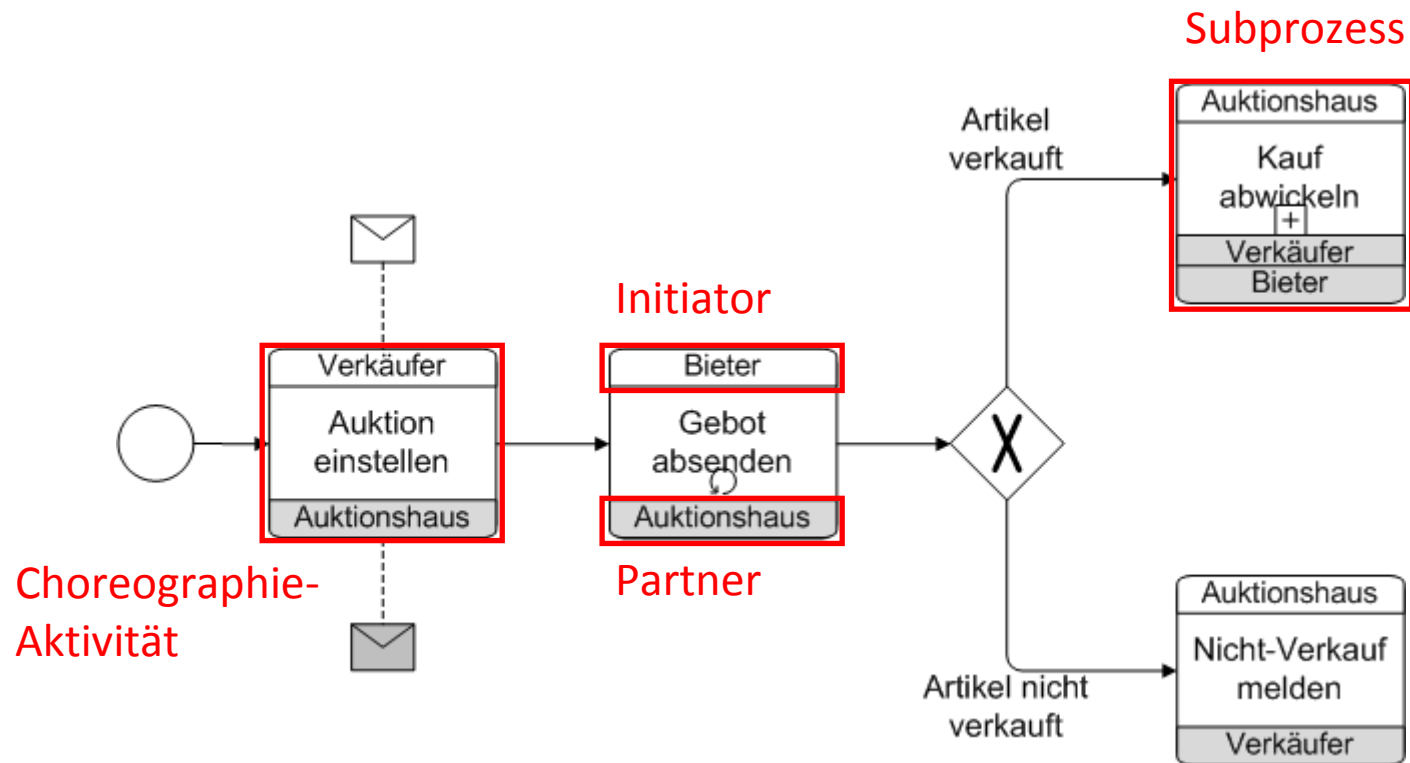 Subprozess
Auktionshaus
Kauf
abwickeln
+
Verkäufer
Bieter
Artikel
verkauft
Initiator
Verkäufer
Auktion
einstellen
Auktionshaus
Bieter
Gebot
absenden
Auktionshaus
X
Choreographie-
Aktivität
Partner
Artikel nicht
verkauft
Auktionshaus
Nicht-Verkauf
melden
Verkäufer